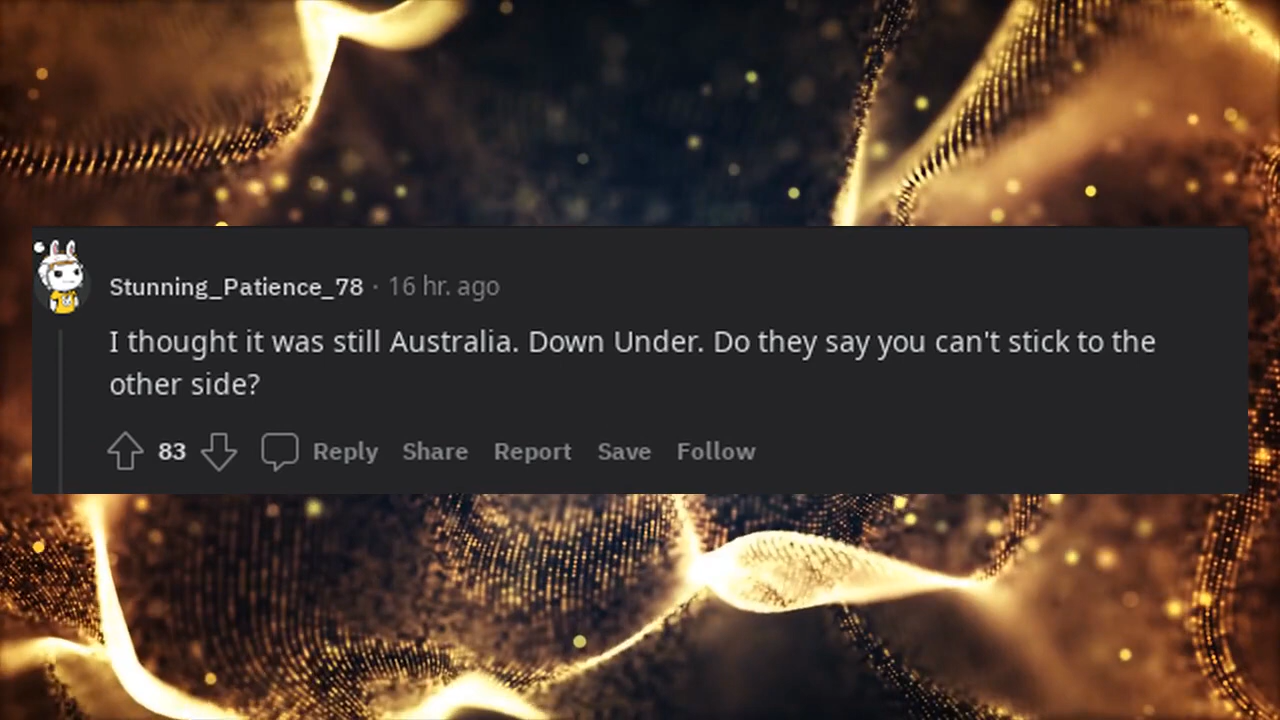 Stunning_Patience_78 · 16 hr. ago
I thought it was still Australia. Down Under. Do they say you can't stick to the
other side?
83 Reply Share Report Save Follow